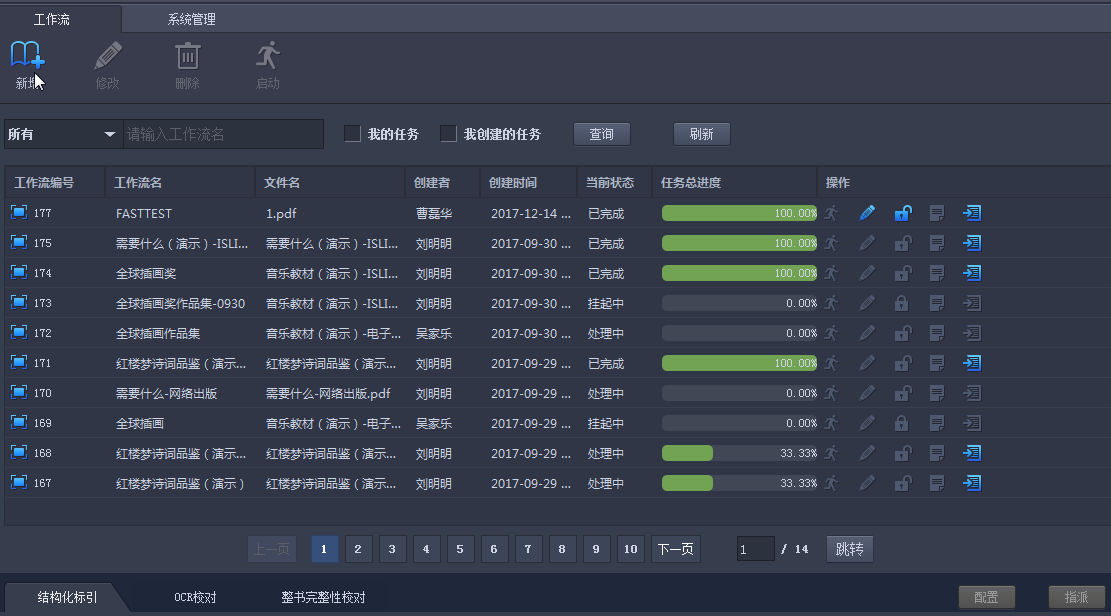 工作流 系统管理
新增 修改 删除 启动
所有 请输入工作流名 我的任务 我创建的任务 查询 刷新
工作流编号 工作流名 文件名 创建者 创建时间 当前状态 任务总进度 操作
177 FASTTEST 1.pdf 曹磊华 2017-12-14 ... 已完成 100.00%
175 需要什么（演示）-ISLI... 需要什么（演示）-ISLI... 刘明明 2017-09-30 ... 已完成 100.00%
174 全球插画奖 音乐教材（演示）-ISLI... 刘明明 2017-09-30 ... 已完成 100.00%
173 全球插画奖作品集-0930 音乐教材（演示）-ISLI... 刘明明 2017-09-30 ... 挂起中 0.00%
172 全球插画作品集 音乐教材（演示）-电子... 吴家乐 2017-09-30 ... 处理中 0.00%
171 红楼梦诗词品鉴（演示... 红楼梦诗词品鉴（演示... 刘明明 2017-09-29 ... 已完成 100.00%
170 需要什么-网络出版 需要什么-网络出版.pdf 刘明明 2017-09-29 ... 处理中 0.00%
169 全球插画 音乐教材（演示）-电子... 吴家乐 2017-09-29 ... 挂起中 0.00%
168 红楼梦诗词品鉴（演示... 红楼梦诗词品鉴（演示... 刘明明 2017-09-29 ... 处理中 33.33%
167 红楼梦诗词品鉴（演示） 红楼梦诗词品鉴（演示... 刘明明 2017-09-29 ... 处理中 33.33%
上一页 1 2 3 4 5 6 7 8 9 10 下一页 1 / 14 跳转
结构化标引 OCR校对 整书完整性校对 配置 指派